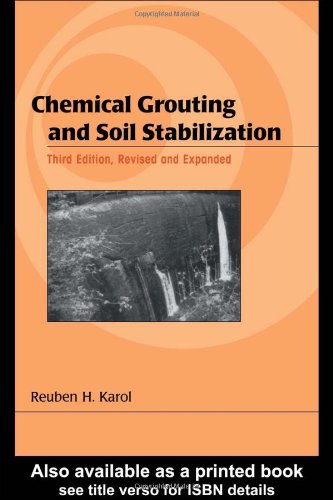 Chemical Grouting
and Soil Stabilization
Third Edition, Revised and Expanded
Reuben H. Karol
Also available as a printed book
see title verso for ISBN details